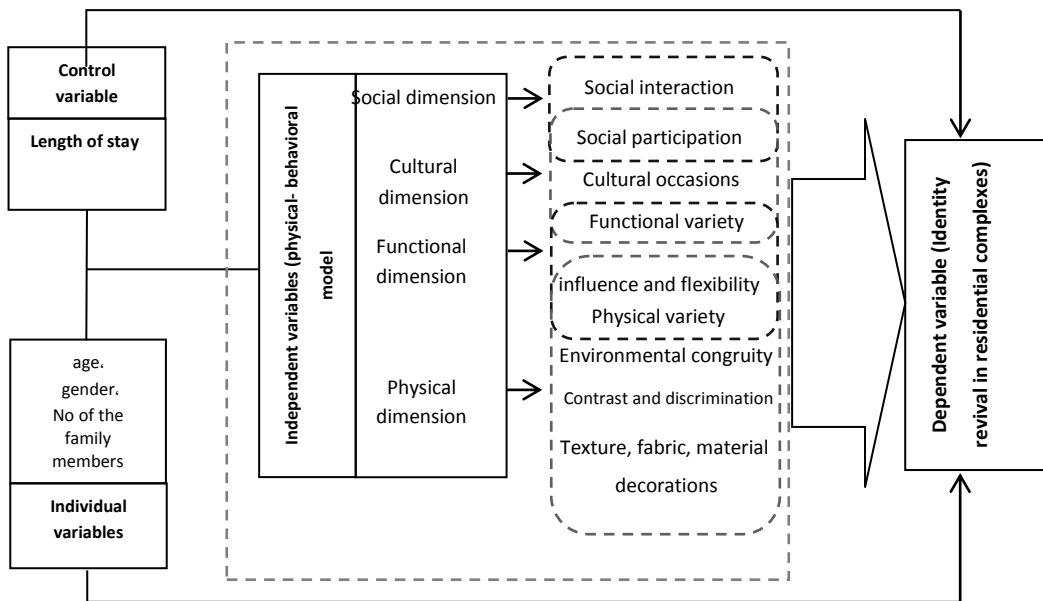 Control
variable
Length of stay
age،
gender،
No of the
family
members
Individual
variables
Independent variables (physical- behavioral
model
Social dimension
Cultural
dimension
Functional
dimension
Physical
dimension
Social interaction
Social participation
Cultural occasions
Functional variety
influence and flexibility
Physical variety
Environmental congruity
Contrast and discrimination
Texture, fabric, material
decorations
Dependent variable (Identity
revival in residential complexes)